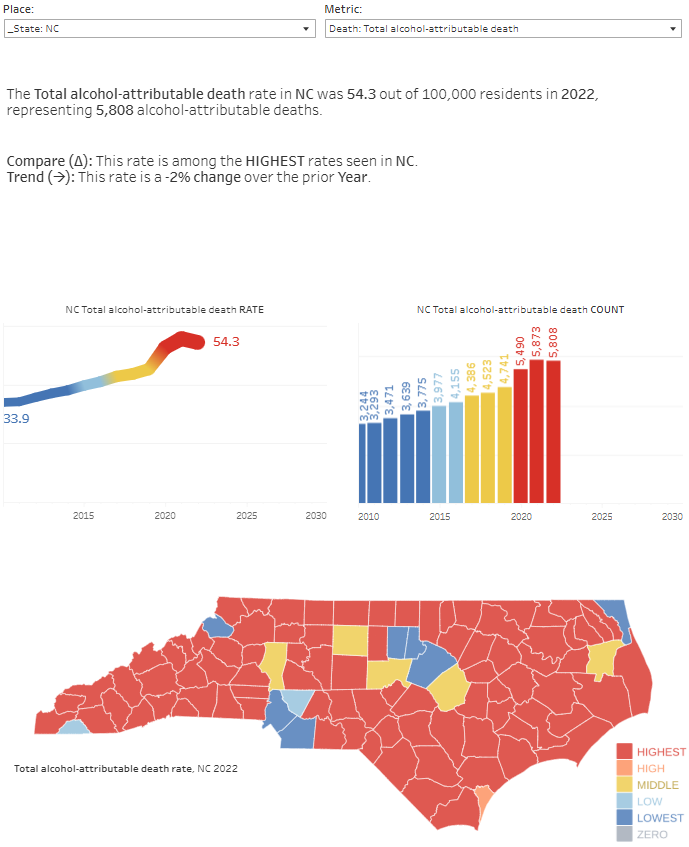 Place:
Metric:
_State: NC
Death: Total alcohol-attributable death
The Total alcohol-attributable death rate in NC was 54.3 out of 100,000 residents in 2022,
representing 5,808 alcohol-attributable deaths.
Compare (Δ): This rate is among the HIGHEST rates seen in NC.
Trend (→): This rate is a -2% change over the prior Year.
NC Total alcohol-attributable death RATE
54.3
33.9
2015
2020
2025
2030
NC Total alcohol-attributable death COUNT
3,244
3,293
3,471
3,639
3,775
3,977
4,155
4,386
4,523
4,741
5,490
5,873
5,808
2010
2015
2020
2025
2030
Total alcohol-attributable death rate, NC 2022
HIGHEST
HIGH
MIDDLE
LOW
LOWEST
ZERO